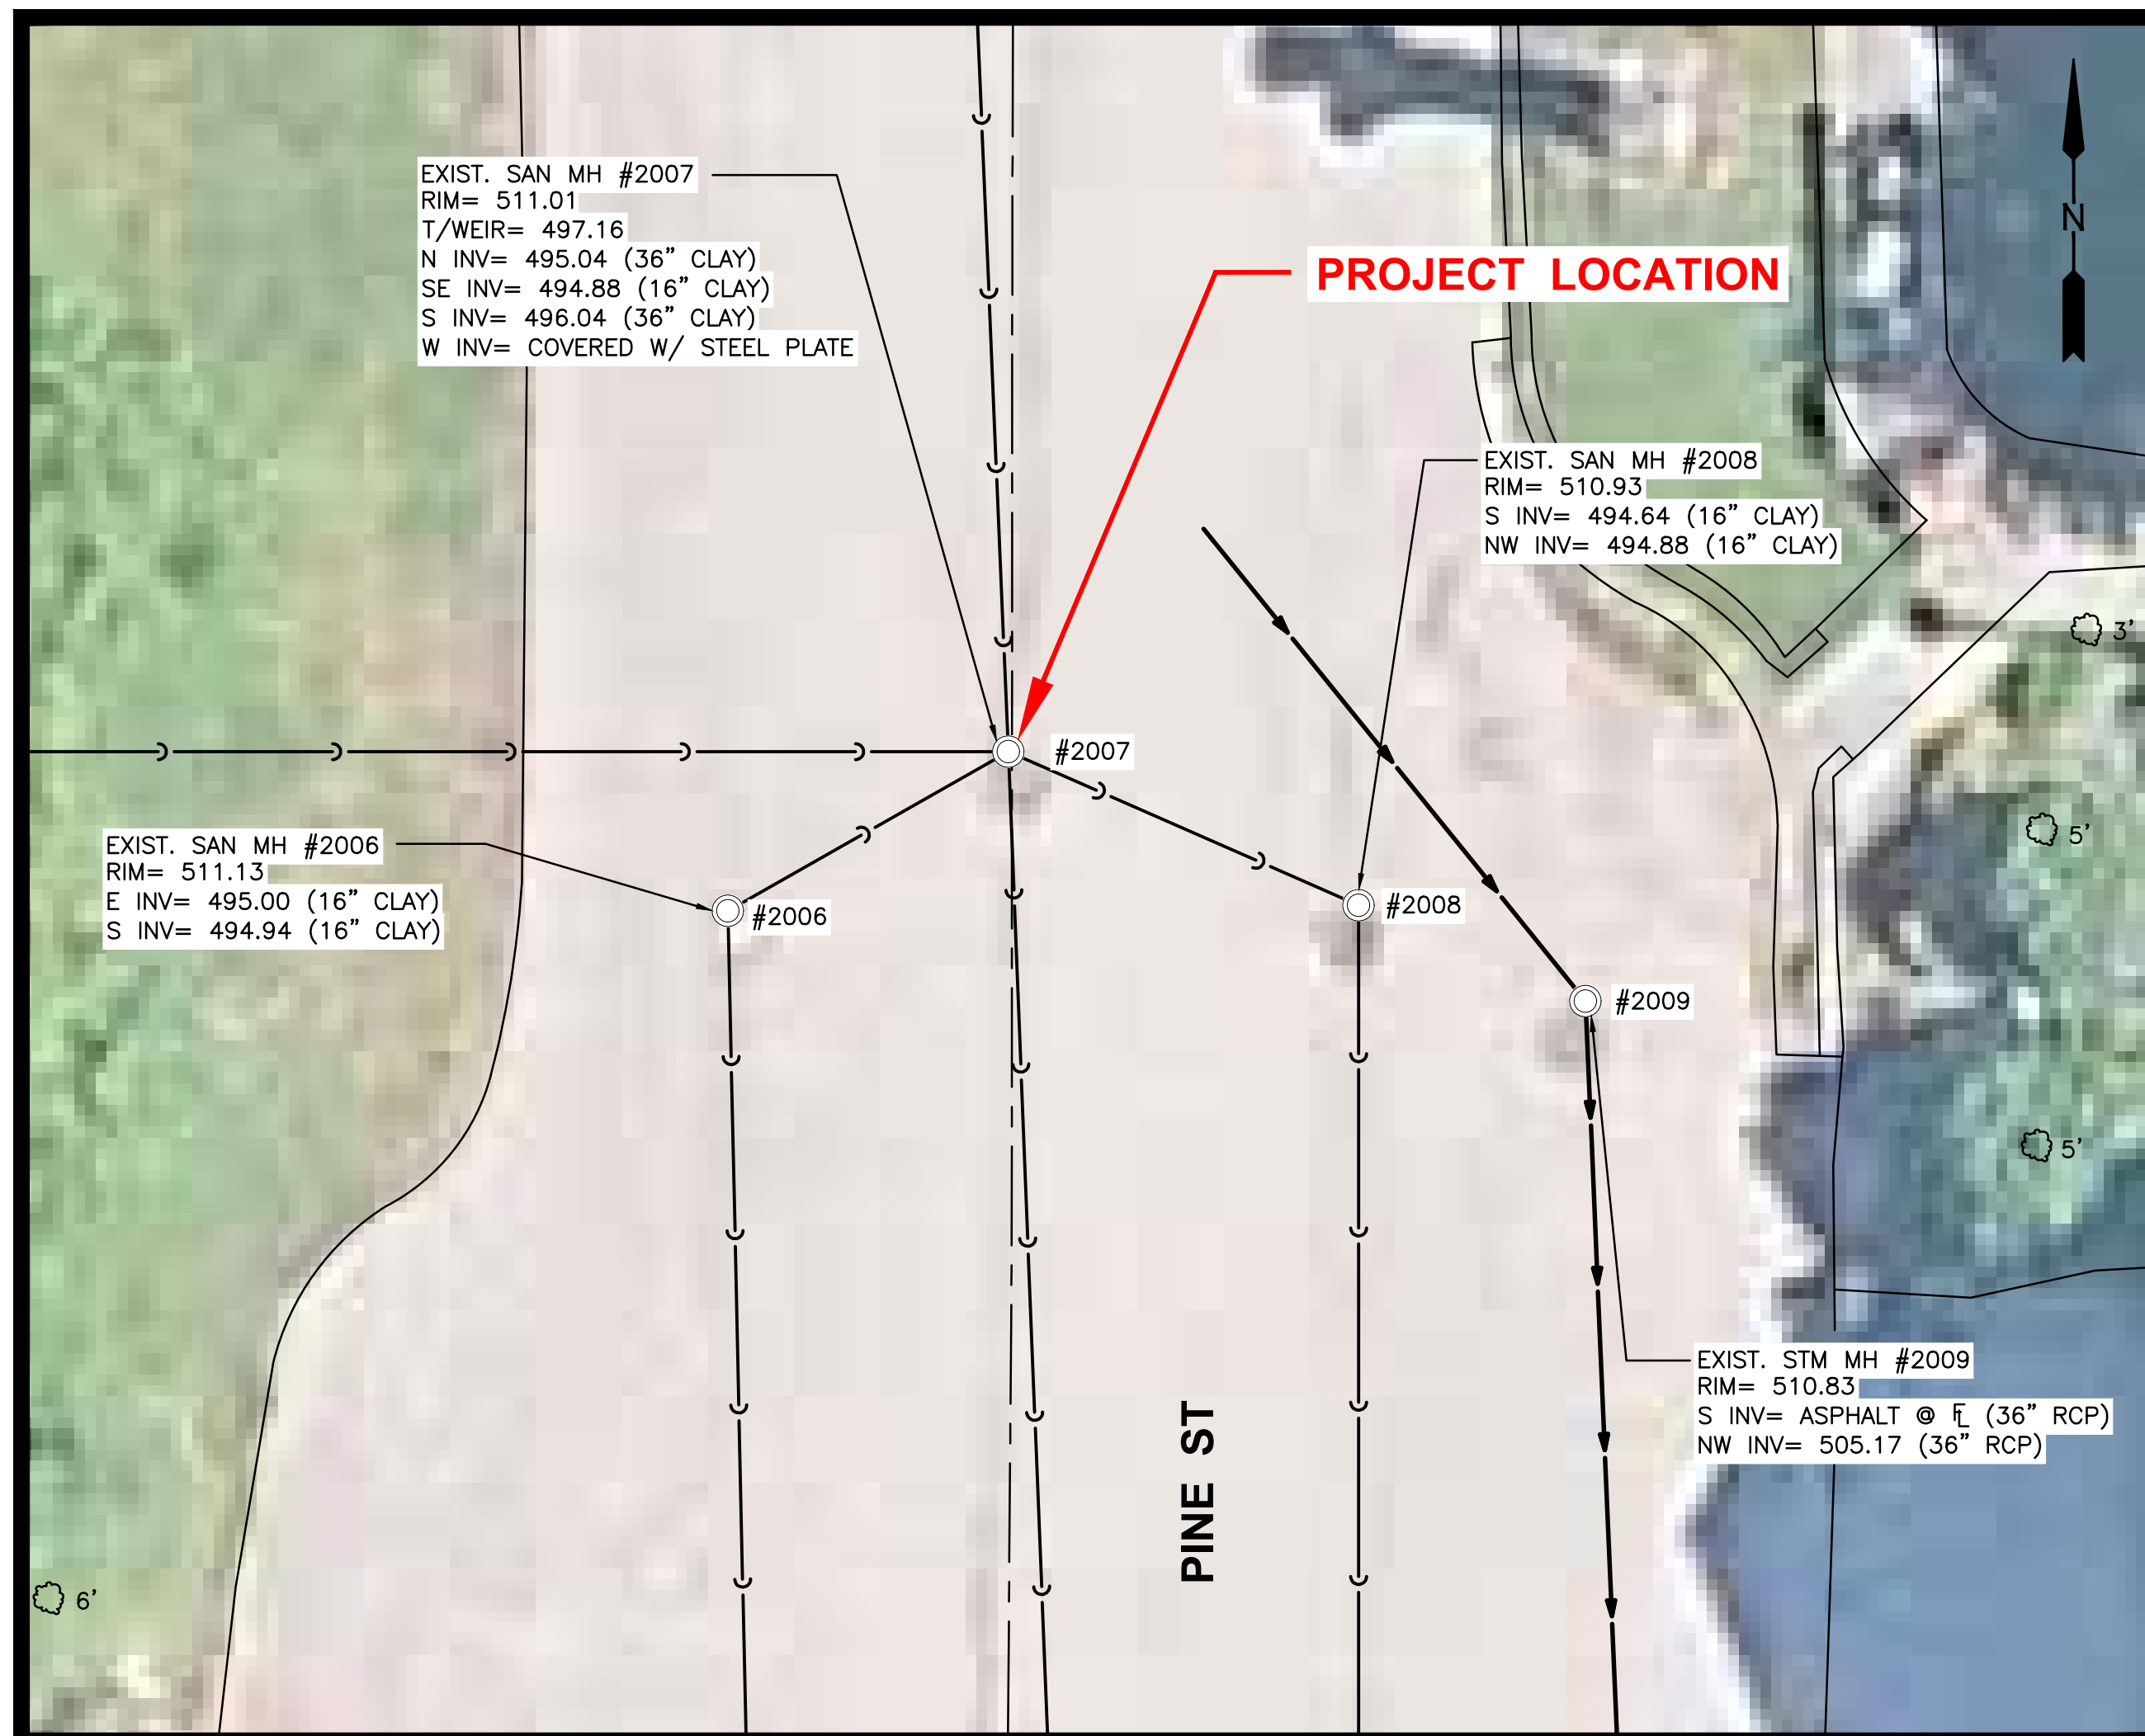 EXIST. SAN MH #2007
RIM= 511.01
T/WEIR= 497.16
N INV= 495.04 (36" CLAY)
SE INV= 494.88 (16" CLAY)
S INV= 496.04 (36" CLAY)
W INV= COVERED W/ STEEL PLATE
PROJECT LOCATION
N
EXIST. SAN MH #2008
RIM= 510.93
S INV= 494.64 (16" CLAY)
NW INV= 494.88 (16" CLAY)
3'
#2007
5'
EXIST. SAN MH #2006
RIM= 511.13
E INV= 495.00 (16" CLAY)
S INV= 494.94 (16" CLAY)
#2006
#2008
#2009
5'
EXIST. STM MH #2009
RIM= 510.83
S INV= ASPHALT @ FL (36" RCP)
NW INV= 505.17 (36" RCP)
PINE ST
6'